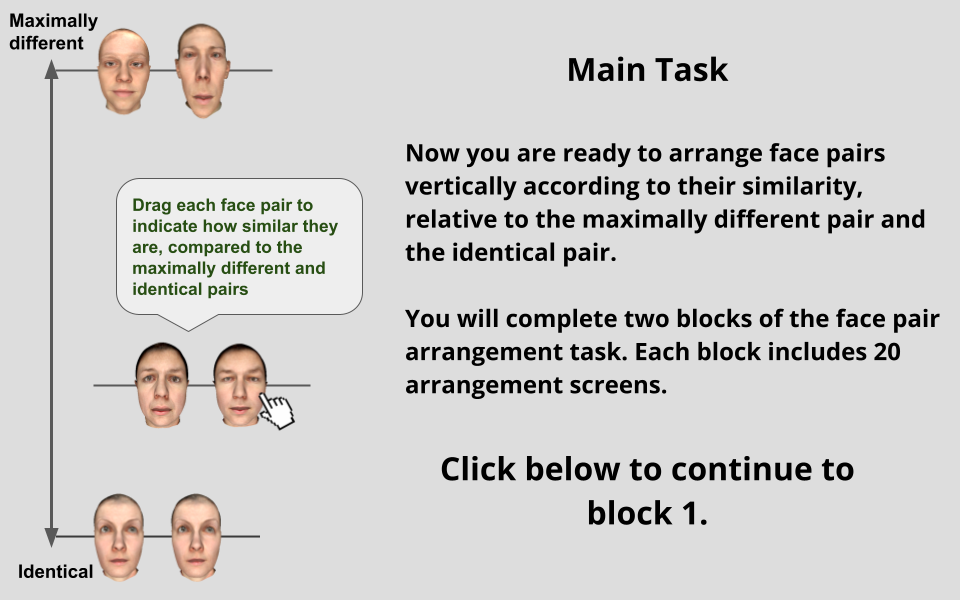 Maximally
different
Drag each face pair to
indicate how similar they
are, compared to the
maximally different and
identical pairs
Identical
Main Task
Now you are ready to arrange face pairs
vertically according to their similarity,
relative to the maximally different pair and
the identical pair.
You will complete two blocks of the face pair
arrangement task. Each block includes 20
arrangement screens.
Click below to continue to
block 1.